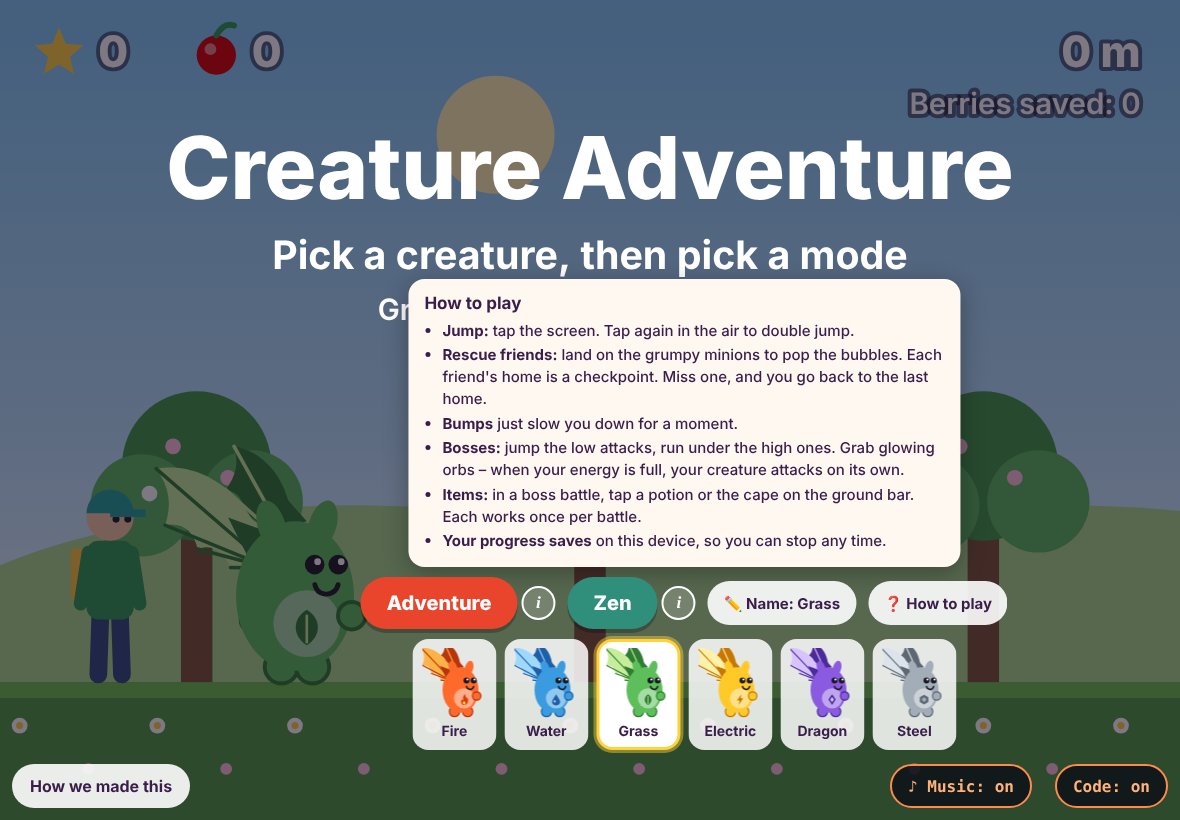 0
0
0 m
Berries saved: 0
Creature Adventure
Pick a creature, then pick a mode
Gr
How to play
• Jump: tap the screen. Tap again in the air to double jump.
• Rescue friends: land on the grumpy minions to pop the bubbles. Each
friend's home is a checkpoint. Miss one, and you go back to the last
home.
• Bumps just slow you down for a moment.
• Bosses: jump the low attacks, run under the high ones. Grab glowing
orbs – when your energy is full, your creature attacks on its own.
• Items: in a boss battle, tap a potion or the cape on the ground bar.
Each works once per battle.
• Your progress saves on this device, so you can stop any time.
Adventure
i
Zen
i
✏️ Name: Grass
❓ How to play
Fire
Water
Grass
Electric
Dragon
Steel
How we made this
♪ Music: on
Code: on